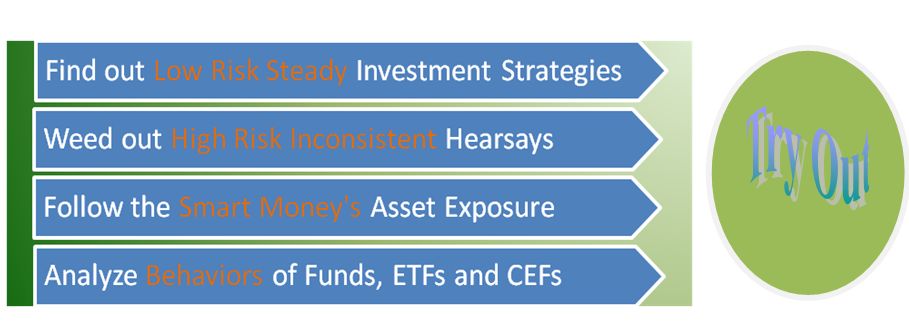 Find out Low Risk Steady Investment Strategies
Weed out High Risk Inconsistent Hearsays
Follow the Smart Money's Asset Exposure
Analyze Behaviors of Funds, ETFs and CEFs
Try Out